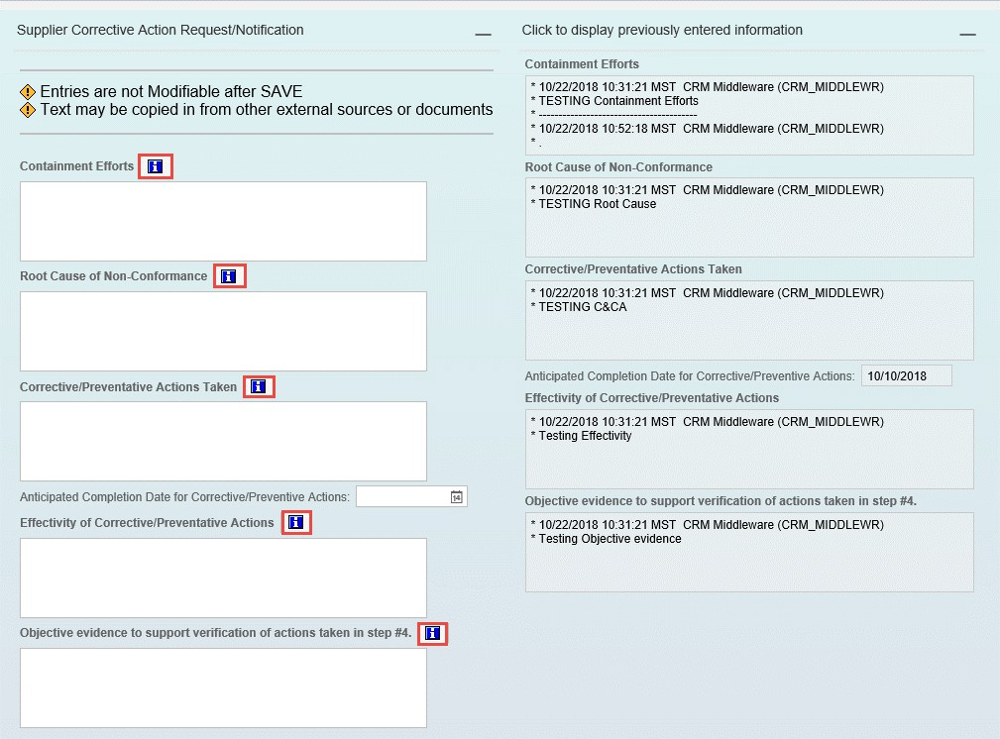 Supplier Corrective Action Request/Notification
Entries are not Modifiable after SAVE
Text may be copied in from other external sources or documents
Containment Efforts
Root Cause of Non-Conformance
Corrective/Preventative Actions Taken
Anticipated Completion Date for Corrective/Preventive Actions:
14
Effectivity of Corrective/Preventative Actions
Objective evidence to support verification of actions taken in step #4.
Click to display previously entered information
Containment Efforts
* 10/22/2018 10:31:21 MST  CRM Middleware (CRM_MIDDLEWR)
* TESTING Containment Efforts
* ----------------------------------------
* 10/22/2018 10:52:18 MST  CRM Middleware (CRM_MIDDLEWR)
* .
Root Cause of Non-Conformance
* 10/22/2018 10:31:21 MST  CRM Middleware (CRM_MIDDLEWR)
* TESTING Root Cause
Corrective/Preventative Actions Taken
* 10/22/2018 10:31:21 MST  CRM Middleware (CRM_MIDDLEWR)
* TESTING C&CA
Anticipated Completion Date for Corrective/Preventive Actions: 10/10/2018
Effectivity of Corrective/Preventative Actions
* 10/22/2018 10:31:21 MST  CRM Middleware (CRM_MIDDLEWR)
* Testing Effectivity
Objective evidence to support verification of actions taken in step #4.
* 10/22/2018 10:31:21 MST  CRM Middleware (CRM_MIDDLEWR)
* Testing Objective evidence